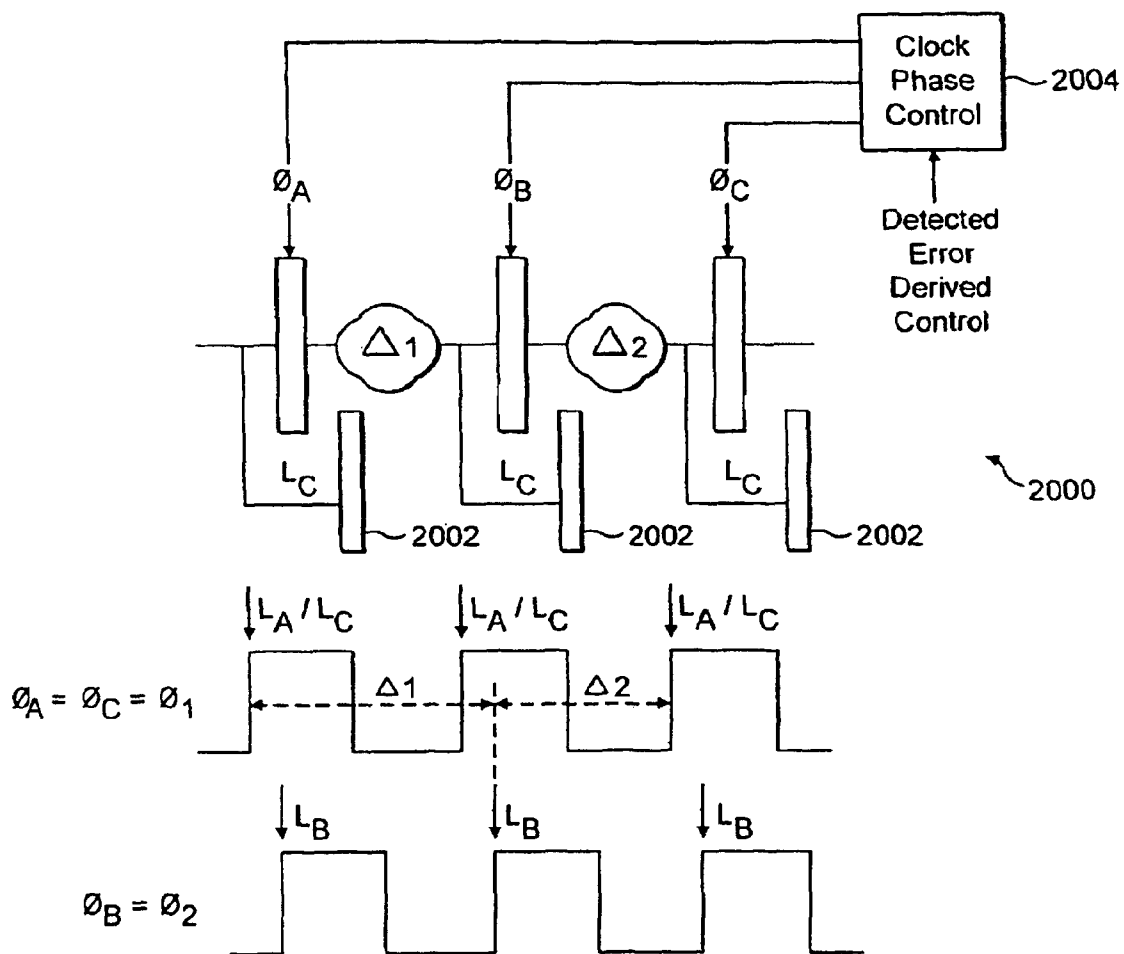 Clock
Phase
Control
2004
ØA
ØB
ØC
Detected
Error
Derived
Control
Δ1
Δ2
LC
LC
LC
2000
2002
2002
2002
LA / LC
LA / LC
LA / LC
ØA = ØC = Ø1
Δ1
Δ2
LB
LB
LB
ØB = Ø2